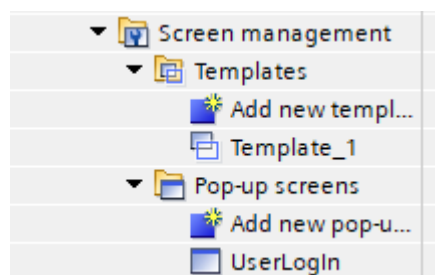 Screen management
Templates
Add new templ...
Template_1
Pop-up screens
Add new pop-u...
UserLogIn